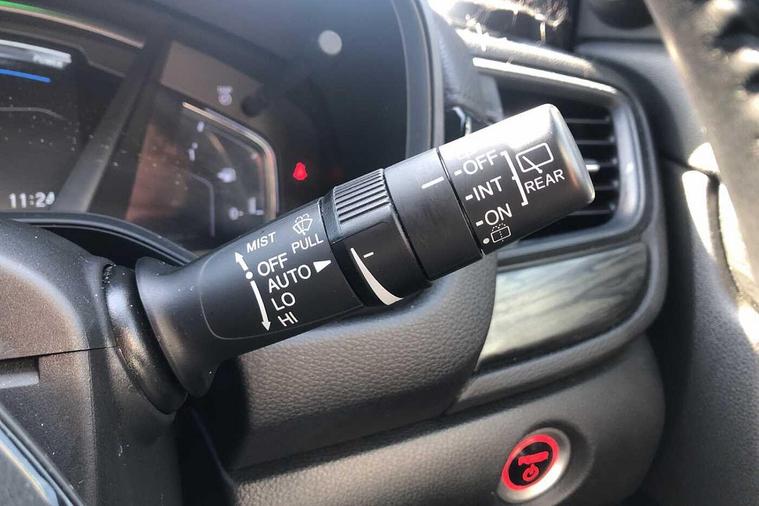 11:24
MIST
PULL
OFF
AUTO
LO
HI
OFF
INT
ON
REAR